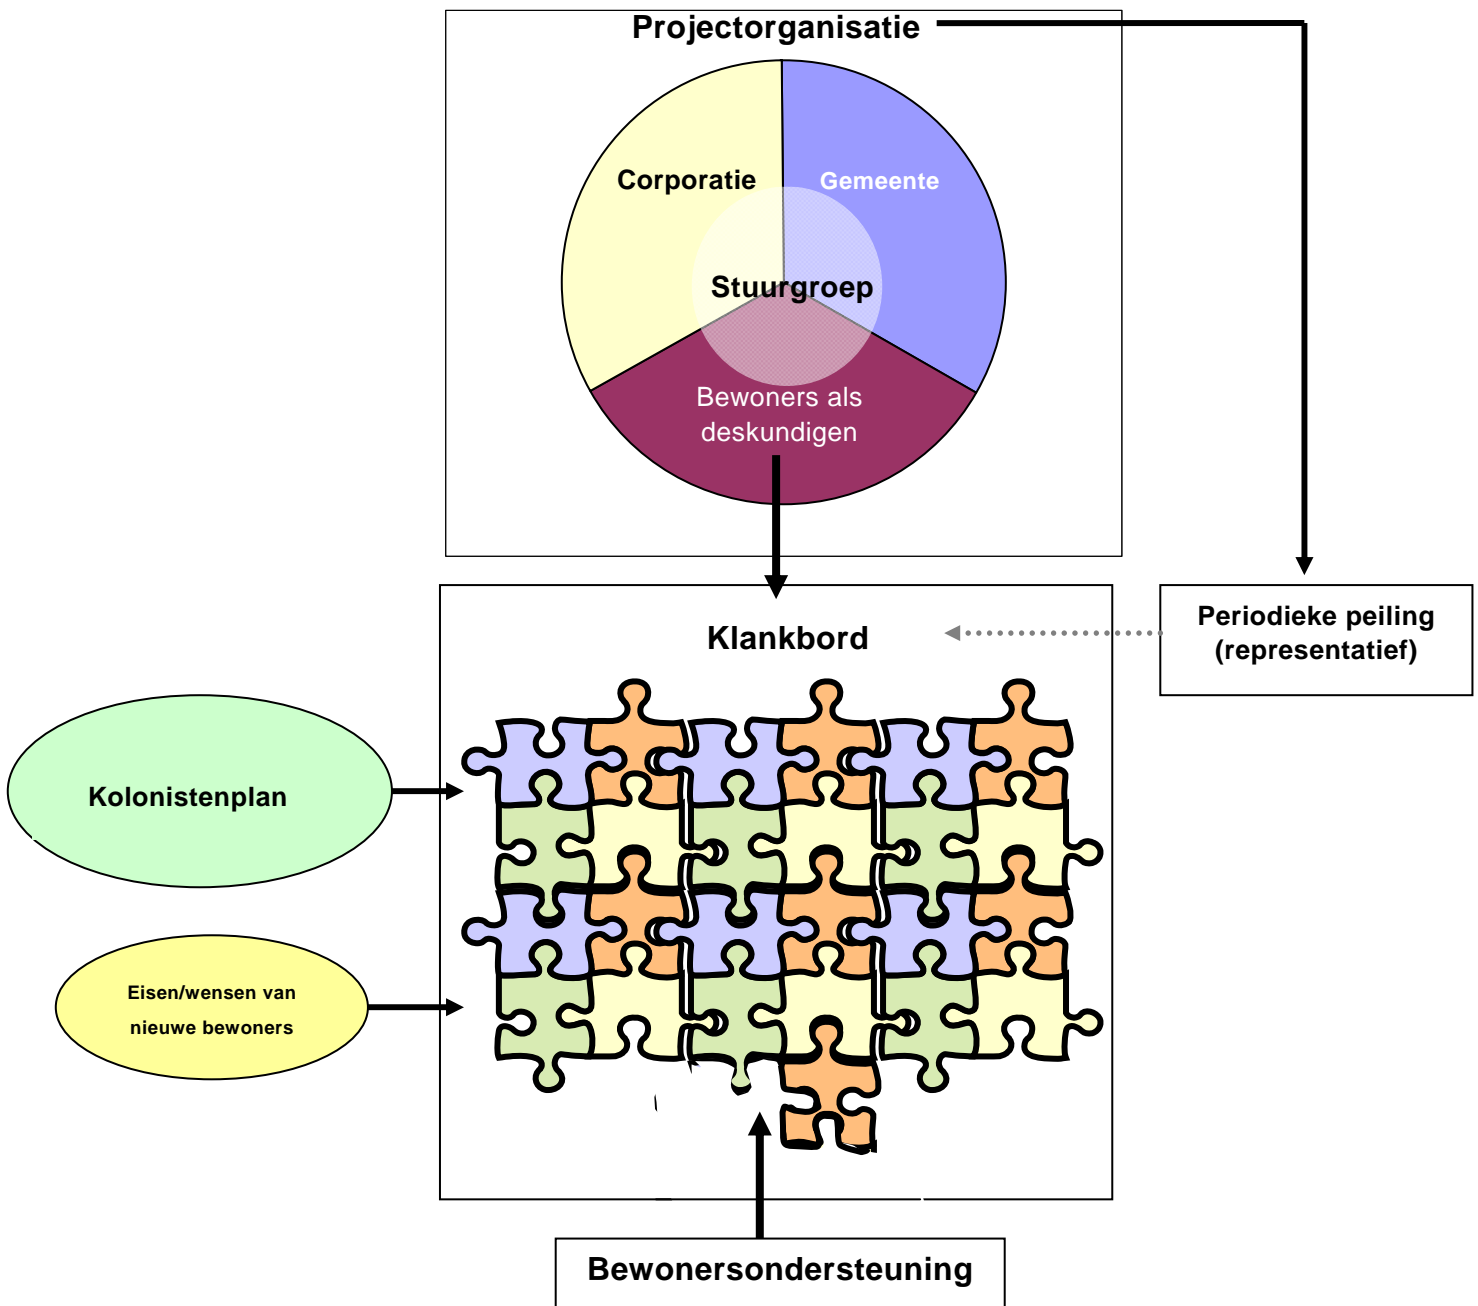 Projectorganisatie
Corporatie
Gemeente
Stuurgroep
Bewoners als
deskundigen
Klankbord
Periodieke peiling
(representatief)
Kolonistenplan
Eisen/wensen van
nieuwe bewoners
Bewonersondersteuning